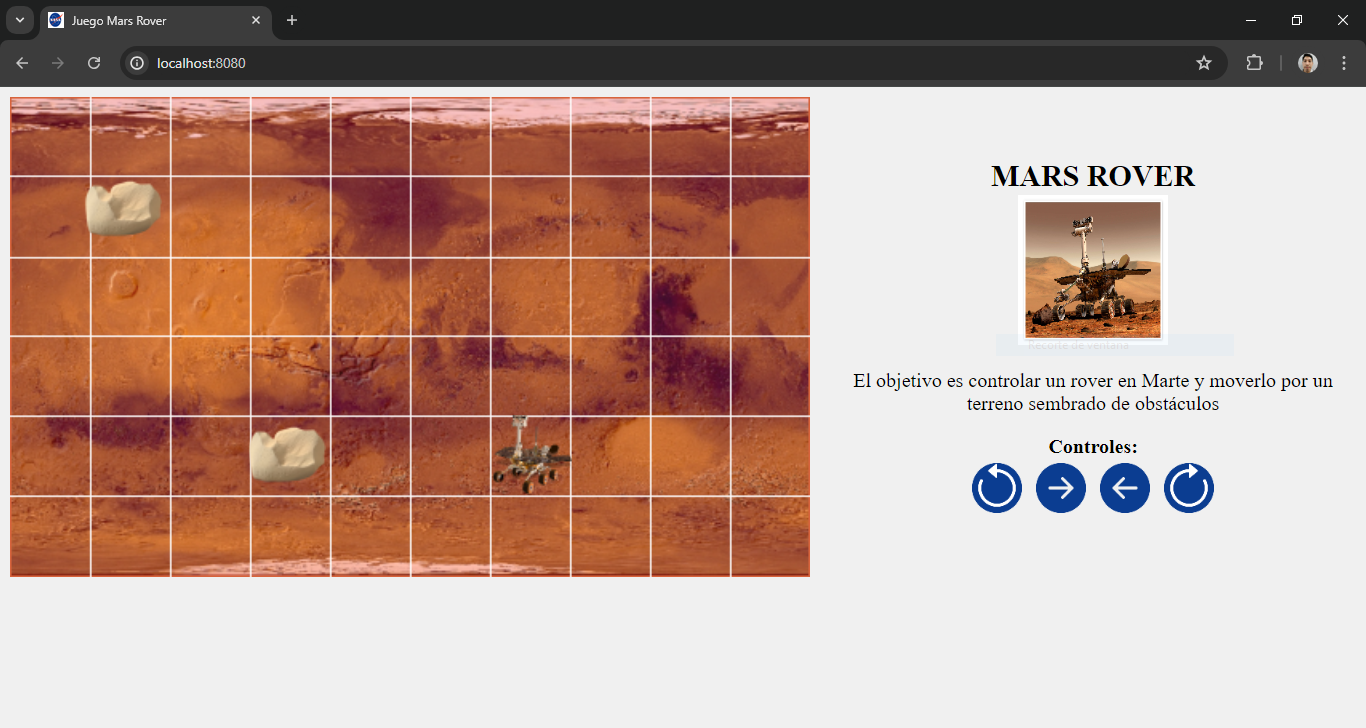 Juego Mars Rover
localhost:8080
MARS ROVER
Recorte de ventana
El objetivo es controlar un rover en Marte y moverlo por un
terreno sembrado de obstáculos
Controles: